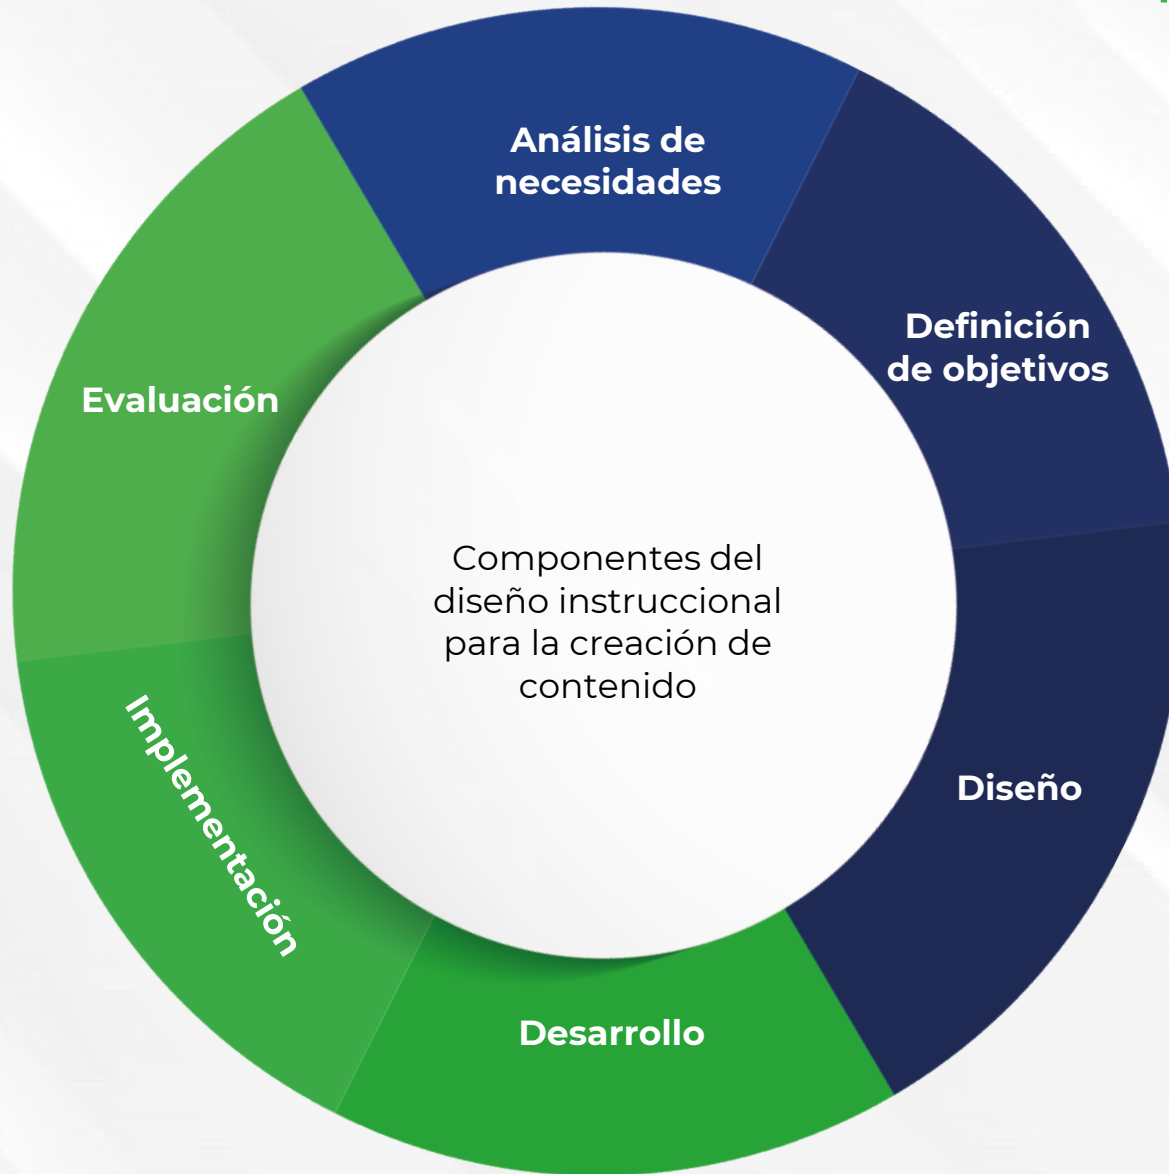 Análisis de
necesidades
Definición
de objetivos
Diseño
Desarrollo
Implementación
Evaluación
Componentes del
diseño instruccional
para la creación de
contenido